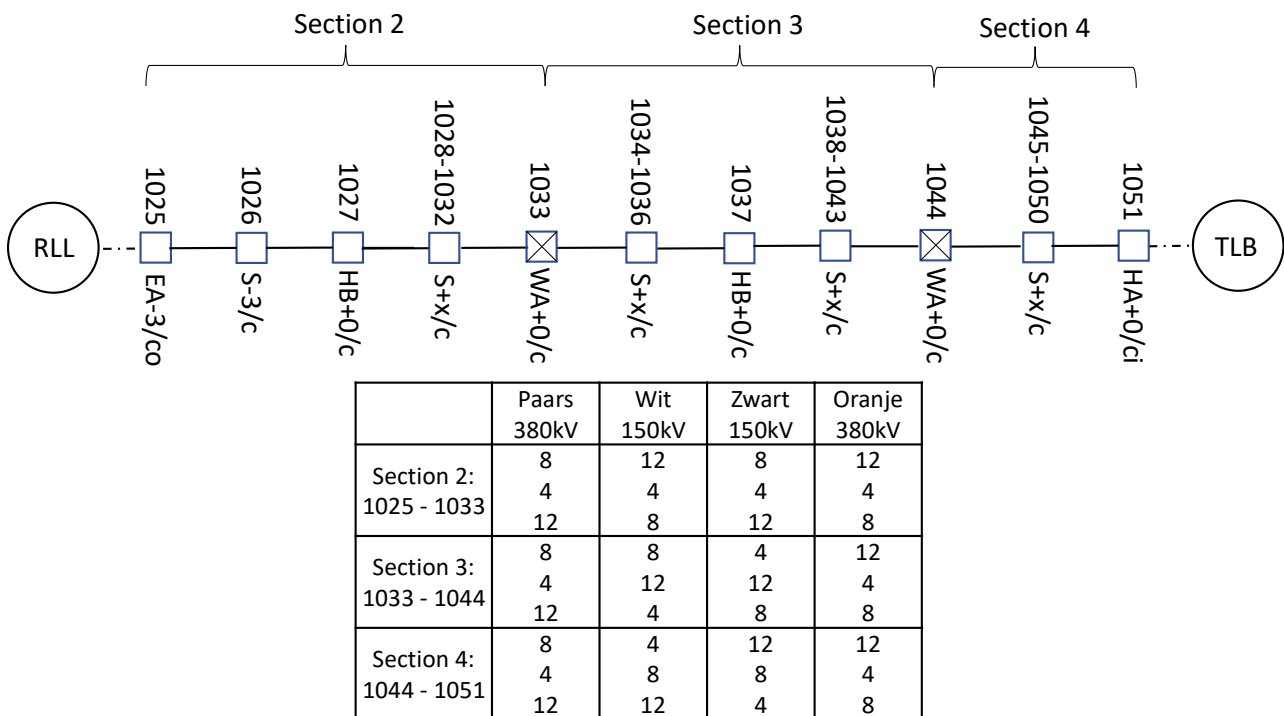 Section 2
Section 3
Section 4
1025
1026
1027
1028-1032
1033
1034-1036
1037
1038-1043
1044
1045-1050
1051
RLL
TLB
EA-3/co
S-3/c
HB+0/c
S+x/c
WA+0/c
S+x/c
HB+0/c
S+x/c
WA+0/c
S+x/c
HA+0/ci
Paars Wit Zwart Oranje
380kV 150kV 150kV 380kV
Section 2:
1025 - 1033
8 12 8 12
4 4 4 4
12 8 12 8
Section 3:
1033 - 1044
8 8 4 12
4 12 12 4
12 4 8 8
Section 4:
1044 - 1051
8 4 12 12
4 8 8 4
12 12 4 8